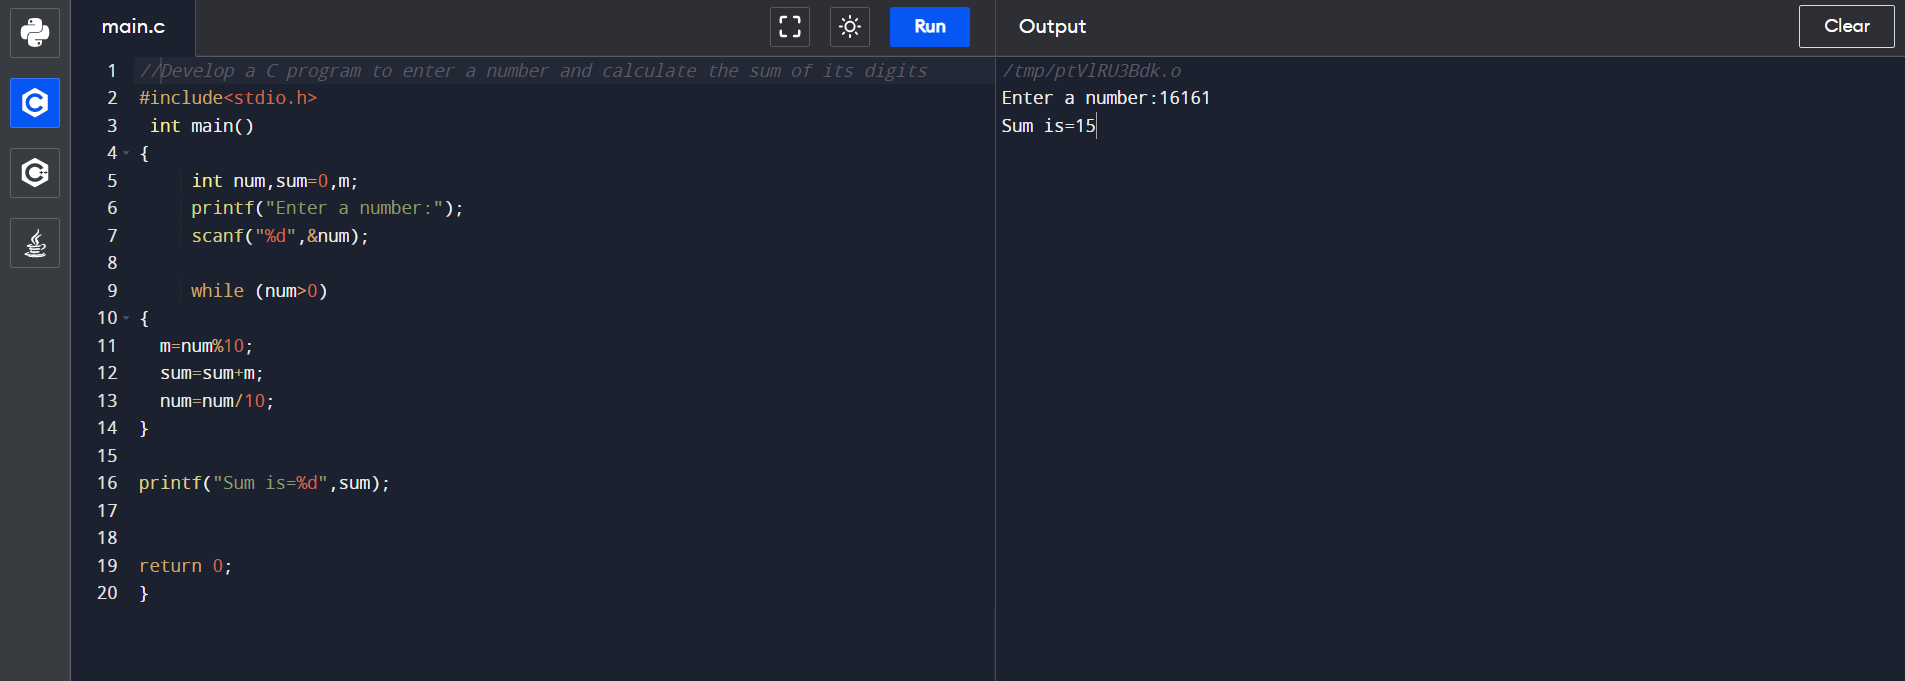 main.c
Run
1 //Develop a C program to enter a number and calculate the sum of its digits
2 #include<stdio.h>
3  int main()
4 {
5      int num,sum=0,m;
6      printf("Enter a number:");
7      scanf("%d",&num);
8
9      while (num>0)
10 {
11   m=num%10;
12   sum=sum+m;
13   num=num/10;
14 }
15
16 printf("Sum is=%d",sum);
17
18
19 return 0;
20 }
Output
Clear
/tmp/ptVlRU3Bdk.o
Enter a number:16161
Sum is=15